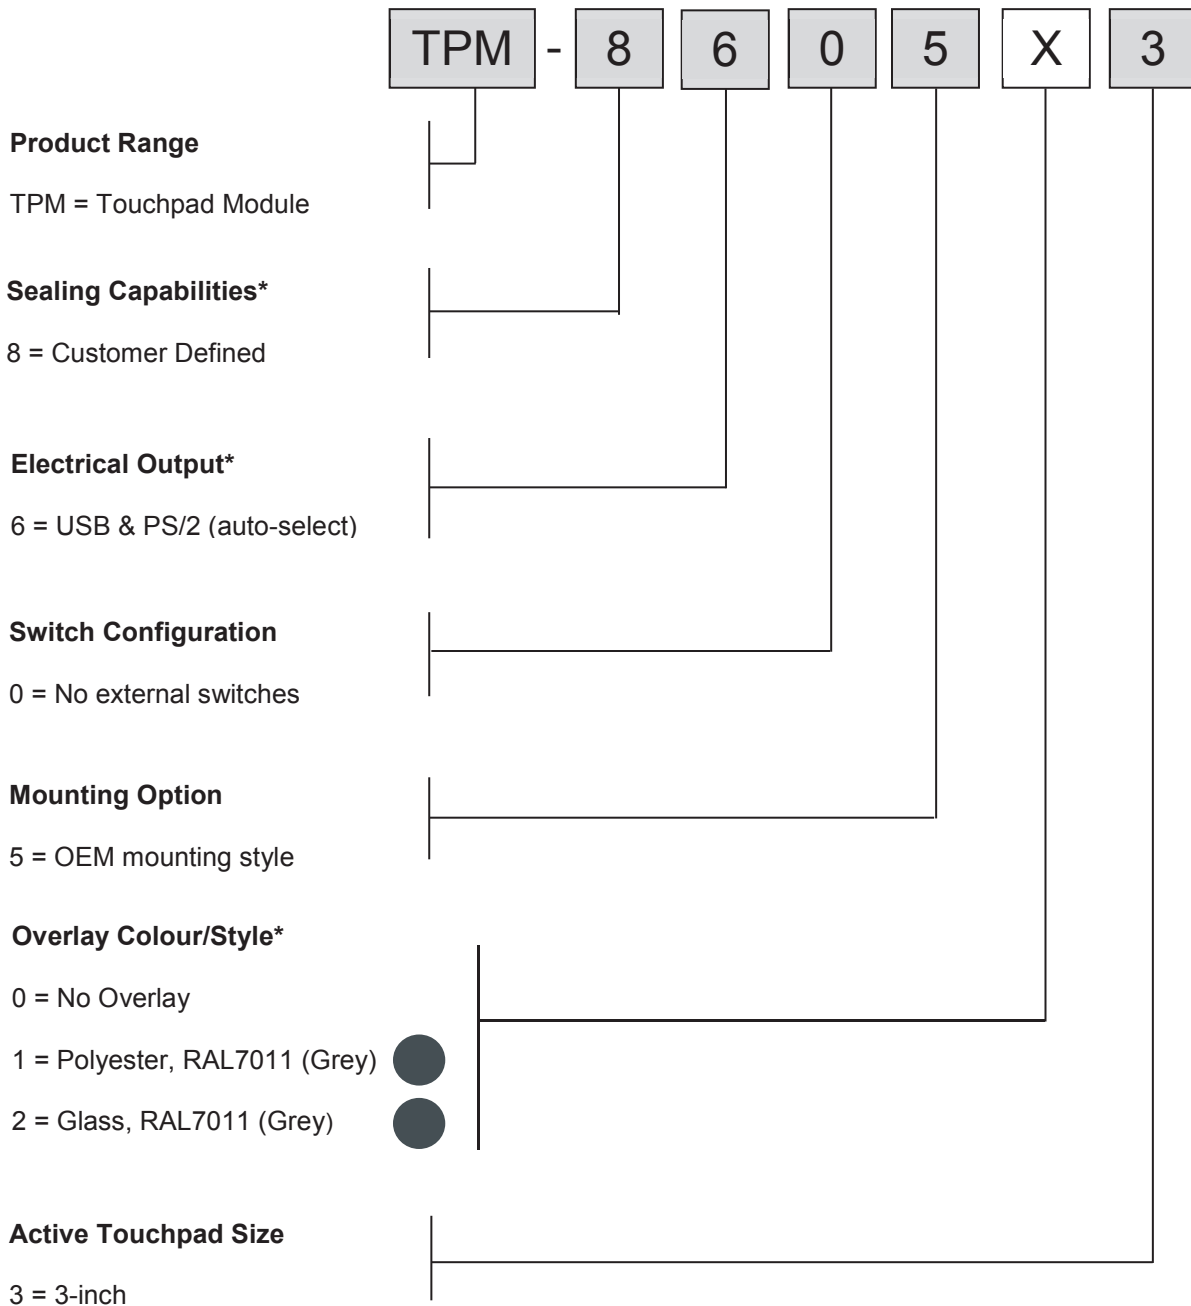 TPM - 8 6 0 5 X 3
Product Range
TPM = Touchpad Module
Sealing Capabilities*
8 = Customer Defined
Electrical Output*
6 = USB & PS/2 (auto-select)
Switch Configuration
0 = No external switches
Mounting Option
5 = OEM mounting style
Overlay Colour/Style*
0 = No Overlay
1 = Polyester, RAL7011 (Grey)
2 = Glass, RAL7011 (Grey)
Active Touchpad Size
3 = 3-inch